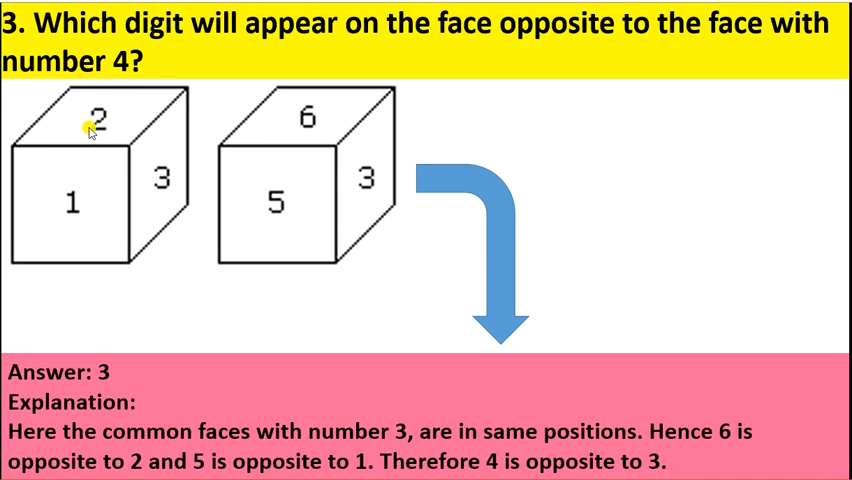 3. Which digit will appear on the face opposite to the face with
number 4?
2
6
3
3
1
5
Answer: 3
Explanation:
Here the common faces with number 3, are in same positions. Hence 6 is
opposite to 2 and 5 is opposite to 1. Therefore 4 is opposite to 3.